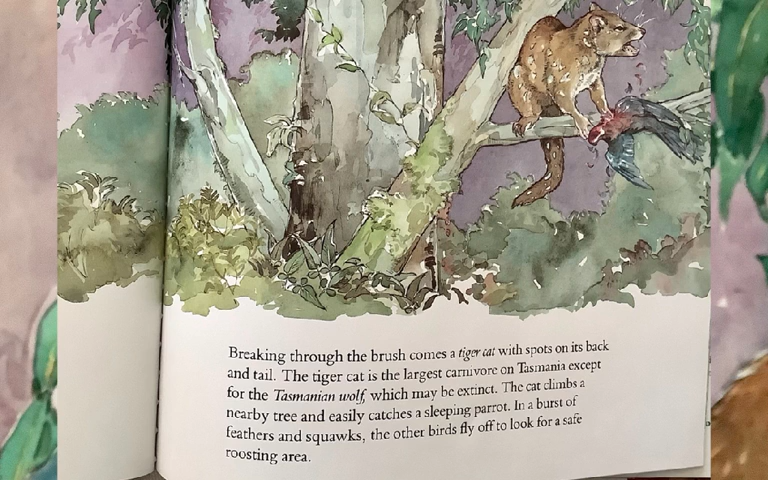 Breaking through the brush comes a tiger cat with spots on its back
and tail. The tiger cat is the largest carnivore on Tasmania except
for the Tasmanian wolf, which may be extinct. The cat climbs a
nearby tree and easily catches a sleeping parrot. In a burst of
feathers and squawks, the other birds fly off to look for a safe
roosting area.